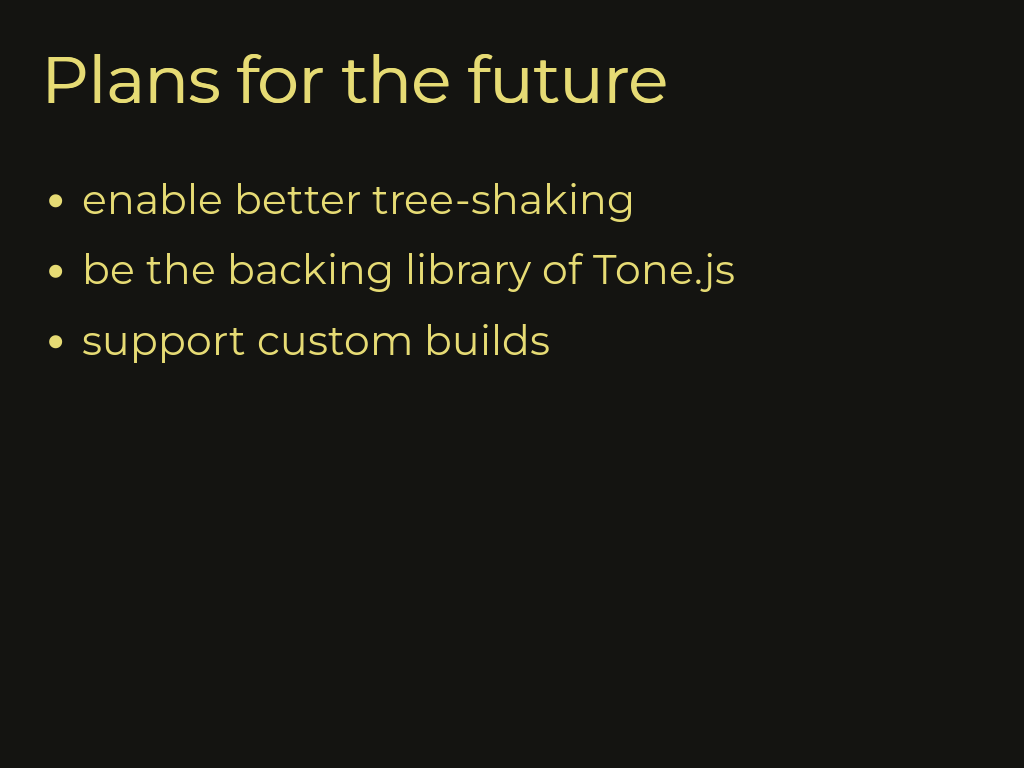 Plans for the future
• enable better tree-shaking
• be the backing library of Tone.js
• support custom builds